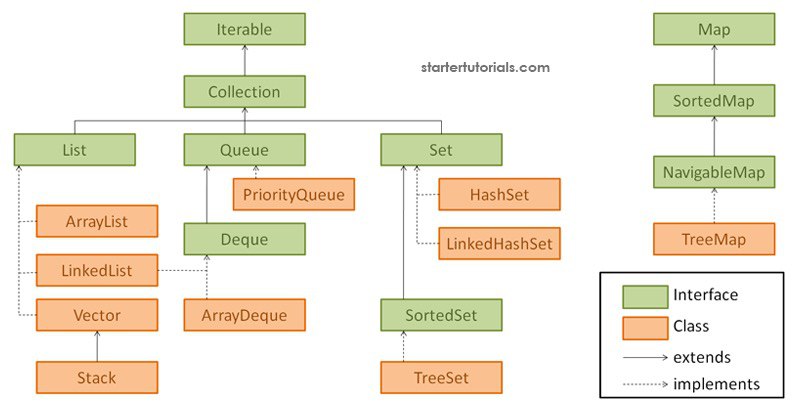 Iterable
Map
startertutorials.com
Collection
SortedMap
List
Queue
Set
NavigableMap
PriorityQueue
HashSet
ArrayList
Deque
LinkedHashSet
TreeMap
LinkedList
Interface
Vector
ArrayDeque
SortedSet
Class
extends
Stack
TreeSet
implements